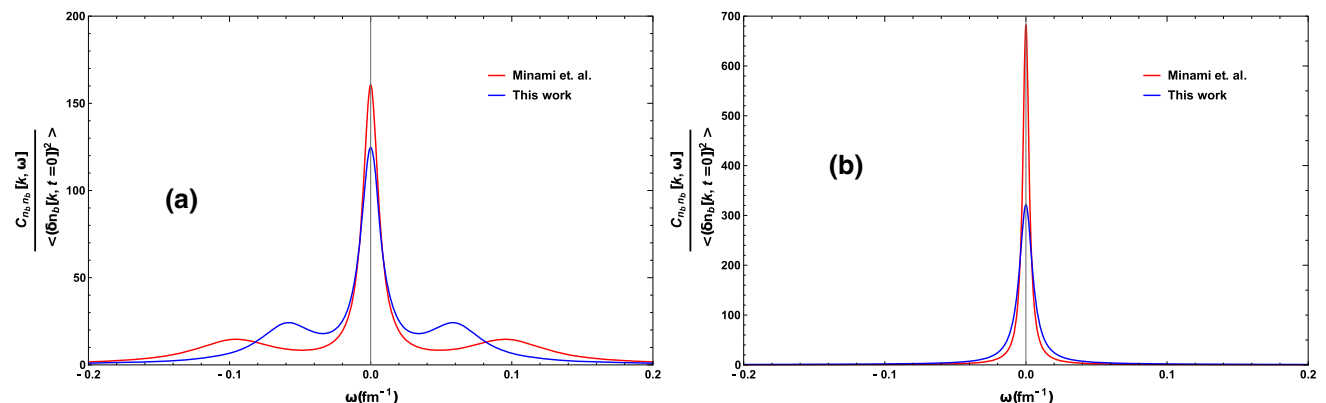 200
150
100
50
0
- 0.2
- 0.1
0.0
0.1
0.2
ω(fm⁻¹)
C_{n_b n_b} [k, ω]
<(δn_b[k, t =0])² >
Minami et. al.
This work
(a)
700
600
500
400
300
200
100
0
- 0.2
- 0.1
0.0
0.1
0.2
ω(fm⁻¹)
C_{n_b n_b} [k, ω]
<(δn_b[k, t =0])² >
Minami et. al.
This work
(b)